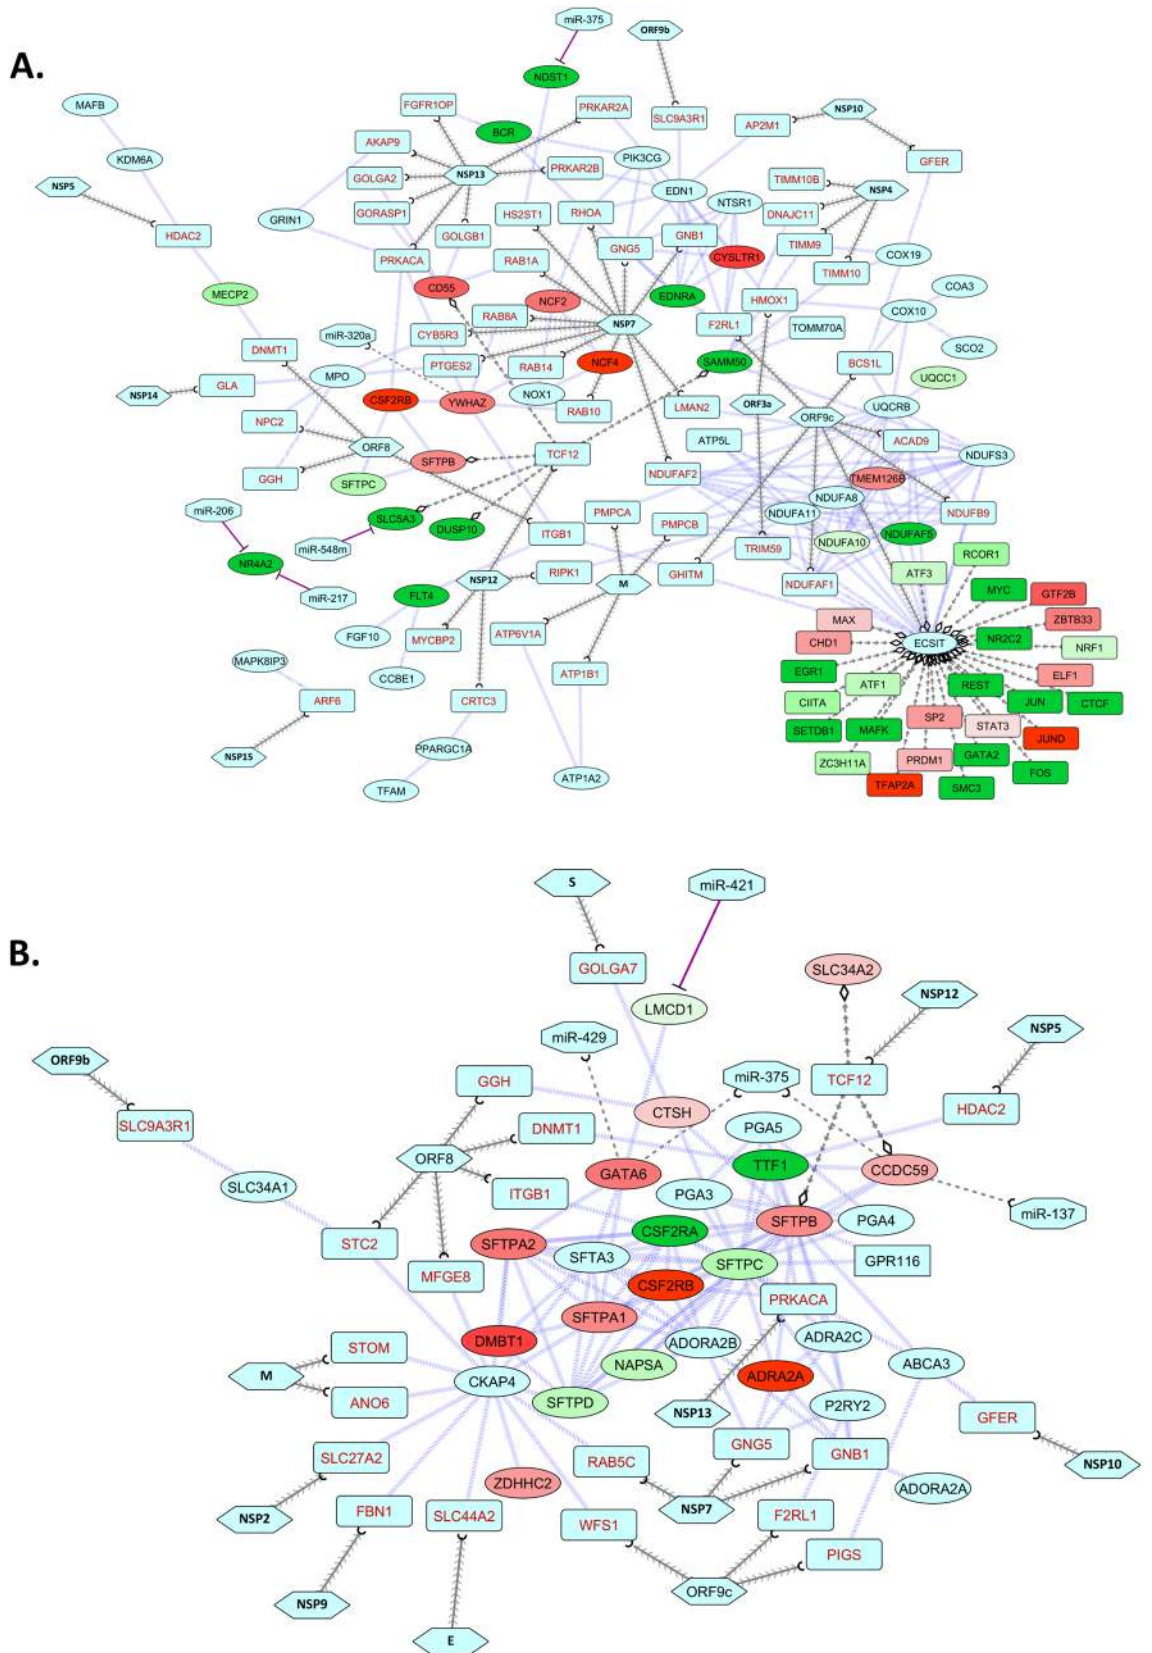 A.
miR-375
ORF9b
NDST1
MAFB
FGFR1OP
PRKAR2A
SLC9A3R1
NSP10
BCR
AP2M1
AKAP9
KDM6A
PIK3CG
GFER
NSP13
PRKAR2B
TIMM10B
GOLGA2
NSP5
EDN1
NSP4
NTSR1
GRIN1
GORASP1
HS2ST1
RHOA
DNAJC11
HDAC2
GOLGB1
GNB1
TIMM9
GNG5
PRKACA
RAB1A
CYSLTR1
COX19
TIMM10
CD55
COA3
MECP2
NCF2
EDNRA
HMOX1
COX10
RAB8A
NSP7
F2RL1
TOMM70A
miR-320a
CYB5R3
SCO2
DNMT1
PTGES2
RAB14
NCF4
SAMM50
BCS1L
MPO
UQCC1
GLA
NSP14
CSF2RB
YWHAZ
NOX1
RAB10
LMAN2
ORF3a
UQCRB
ORF9c
NPC2
ORF8
ATP5L
ACAD9
TCF12
NDUFS3
SFTPB
NDUFAF2
GGH
SFTPC
TMEM126B
NDUFA8
miR-206
SLC5A3
PMPCA
NDUFA11
NDUFB9
DUSP10
ITGB1
PMPCB
miR-548m
NDUFA10
NDUFAF5
TRIM59
RCOR1
NR4A2
NSP12
RIPK1
GHITM
ATF3
M
NDUFAF1
MYC
GTF2B
miR-217
FLT4
MAX
ZBTB33
FGF10
MYCBP2
ATP6V1A
CHD1
ECSIT
NR2C2
NRF1
MAPK8IP3
EGR1
ELF1
CCBE1
ATP1B1
ATF1
REST
ARF6
CRTC3
CIITA
JUN
CTCF
SP2
STAT3
SETDB1
MAFK
JUND
NSP15
PPARGC1A
ZC3H11A
PRDM1
GATA2
ATP1A2
FOS
TFAM
TFAP2A
SMC3
S
miR-421
B.
GOLGA7
SLC34A2
NSP12
LMCD1
miR-429
NSP5
ORF9b
GGH
miR-375
TCF12
CTSH
HDAC2
SLC9A3R1
DNMT1
PGA5
ORF8
TTF1
CCDC59
GATA6
SLC34A1
ITGB1
PGA3
miR-137
SFTPB
PGA4
CSF2RA
STC2
SFTPA2
SFTA3
SFTPC
GPR116
MFGE8
CSF2RB
PRKACA
SFTPA1
DMBT1
ADORA2B
ADRA2C
STOM
NAPSA
ABCA3
M
CKAP4
ADRA2A
ANO6
SFTPD
P2RY2
NSP13
GFER
GNG5
GNB1
SLC27A2
RAB5C
NSP10
ZDHHC2
ADORA2A
NSP2
FBN1
SLC44A2
NSP7
WFS1
F2RL1
PIGS
ORF9c
NSP9
E